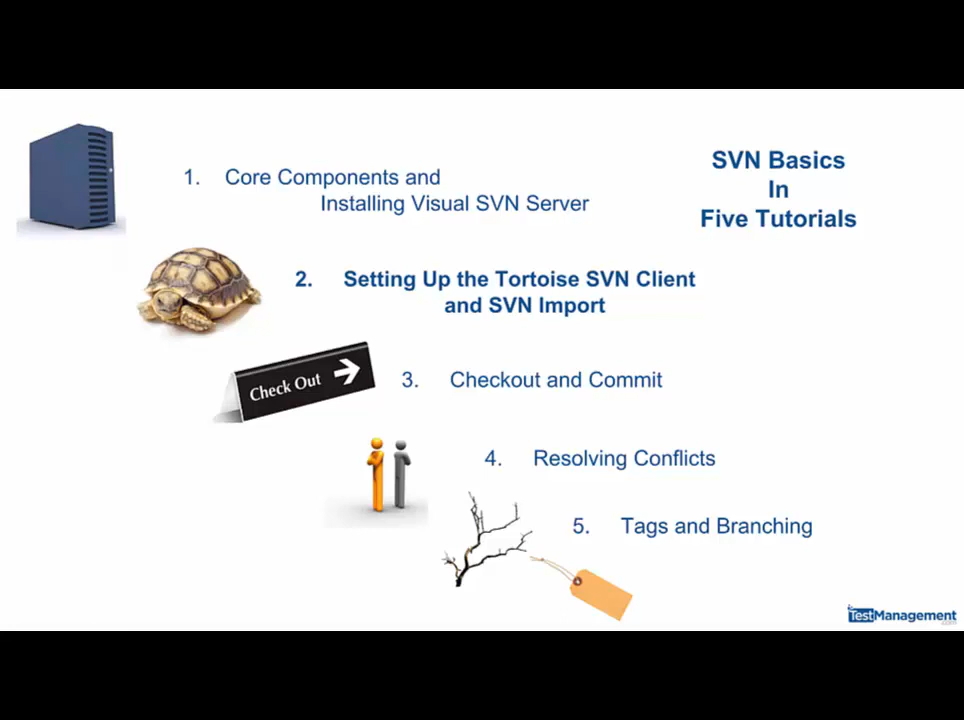 SVN Basics
In
Five Tutorials
1. Core Components and
Installing Visual SVN Server
2. Setting Up the Tortoise SVN Client
and SVN Import
Check Out
3. Checkout and Commit
4. Resolving Conflicts
5. Tags and Branching
TestManagement
.com